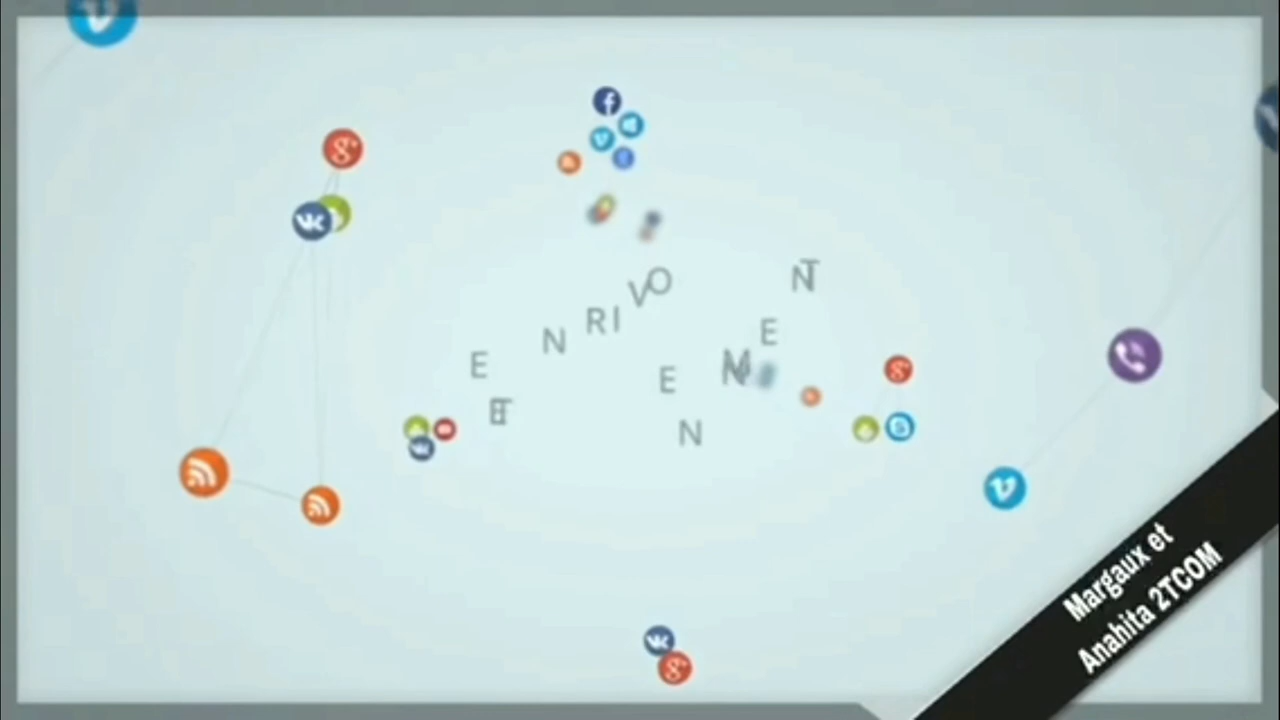 E N R I V O
E T
E N N M E N T
Margaux et
Anahita 2TCOM